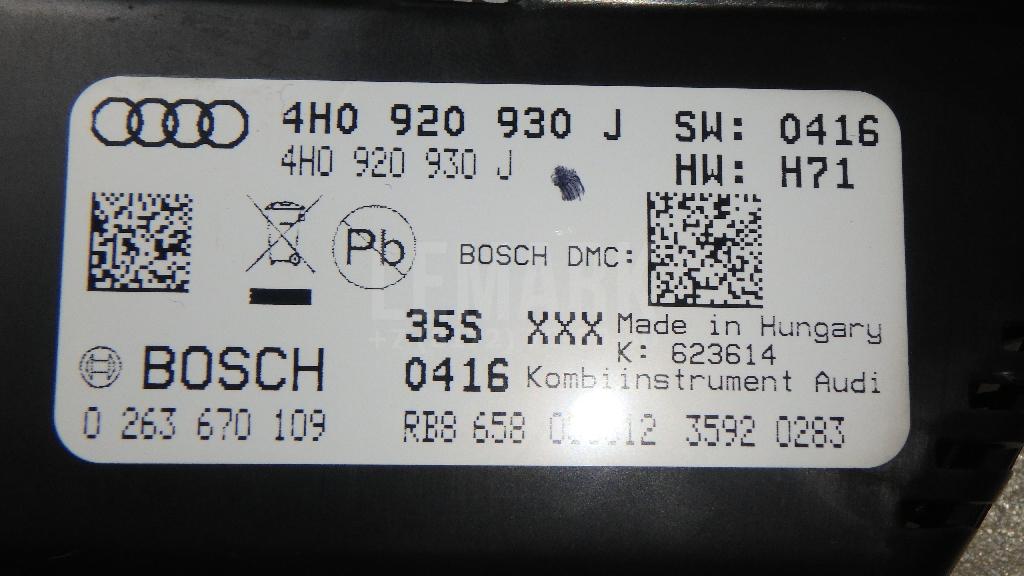 4H0 920 930 J SW: 0416
4H0 920 930 J HW: H71
Pb
BOSCH DMC:
LEMARK
35S XXX Made in Hungary
K: 623614
BOSCH 0416 Kombiinstrument Audi
0 263 670 109 RB8 658 3592 0283